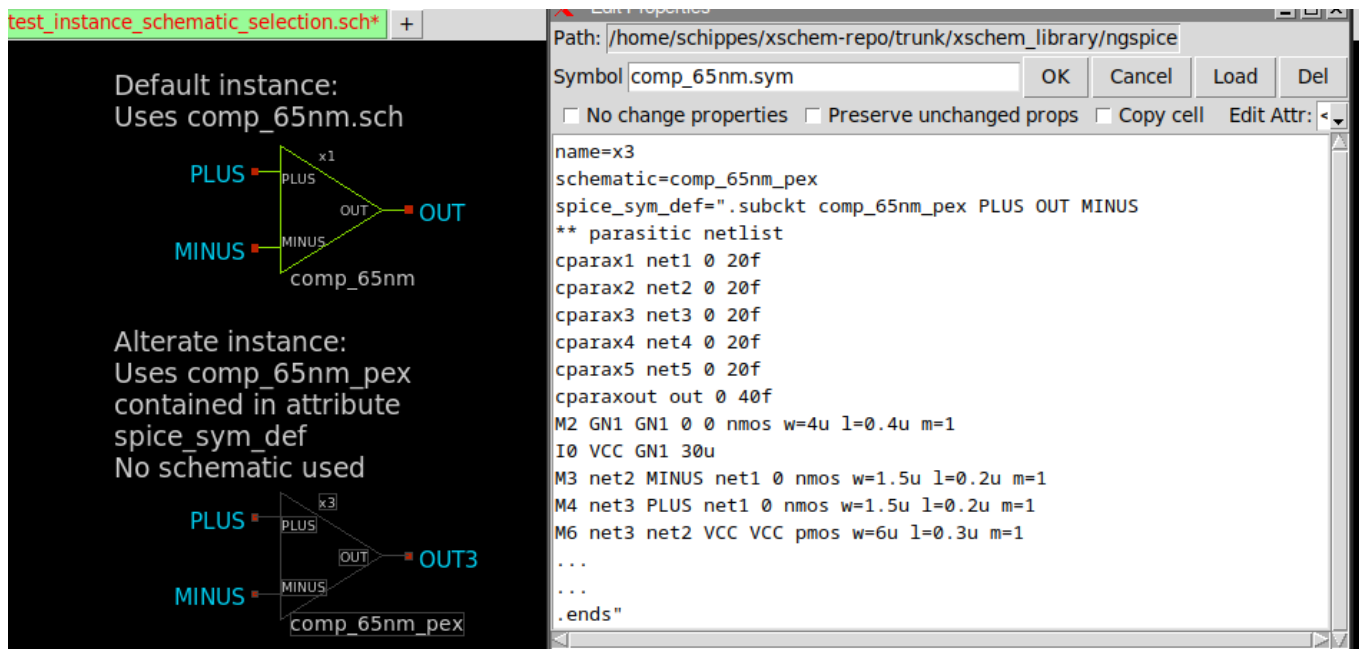 test_instance_schematic_selection.sch* +
Default instance:
Uses comp_65nm.sch
x1
PLUS PLUS
OUT OUT
MINUS MINUS
comp_65nm
Alterate instance:
Uses comp_65nm_pex
contained in attribute
spice_sym_def
No schematic used
x3
PLUS PLUS
OUT OUT3
MINUS MINUS
comp_65nm_pex
Edit Properties
Path: /home/schippes/xschem-repo/trunk/xschem_library/ngspice
Symbol comp_65nm.sym OK Cancel Load Del
No change properties Preserve unchanged props Copy cell Edit Attr: <
name=x3
schematic=comp_65nm_pex
spice_sym_def=".subckt comp_65nm_pex PLUS OUT MINUS
** parasitic netlist
cparax1 net1 0 20f
cparax2 net2 0 20f
cparax3 net3 0 20f
cparax4 net4 0 20f
cparax5 net5 0 20f
cparaxout out 0 40f
M2 GN1 GN1 0 0 nmos w=4u l=0.4u m=1
I0 VCC GN1 30u
M3 net2 MINUS net1 0 nmos w=1.5u l=0.2u m=1
M4 net3 PLUS net1 0 nmos w=1.5u l=0.2u m=1
M6 net3 net2 VCC VCC pmos w=6u l=0.3u m=1
...
...
.ends"